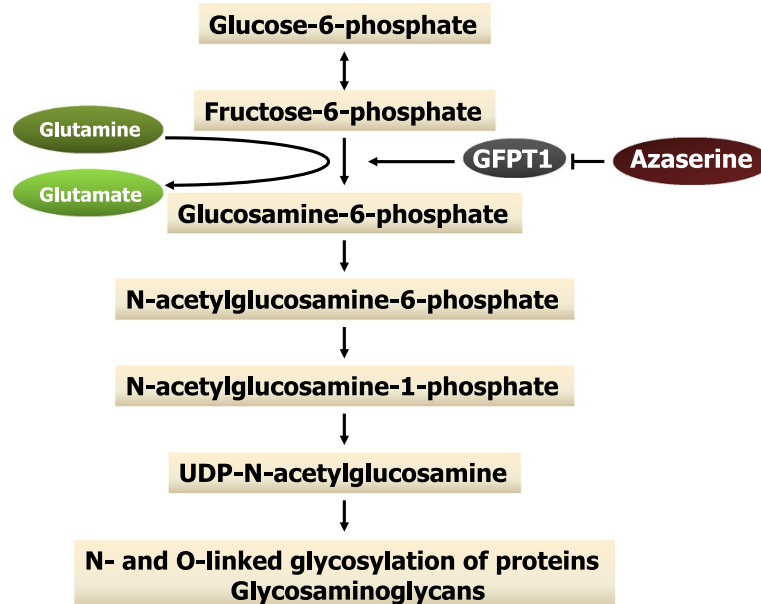 Glucose-6-phosphate
Fructose-6-phosphate
Glutamine
GFPT1
Azaserine
Glutamate
Glucosamine-6-phosphate
N-acetylglucosamine-6-phosphate
N-acetylglucosamine-1-phosphate
UDP-N-acetylglucosamine
N- and O-linked glycosylation of proteins
Glycosaminoglycans